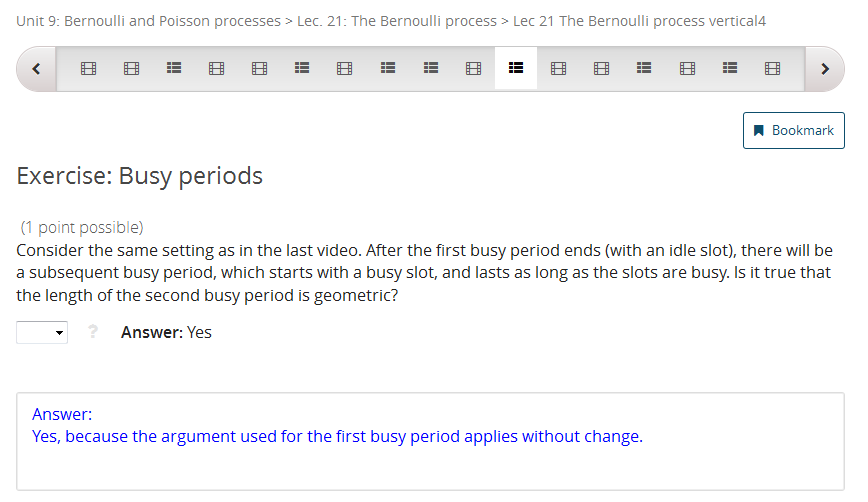 Unit 9: Bernoulli and Poisson processes > Lec. 21: The Bernoulli process > Lec 21 The Bernoulli process vertical4
Bookmark
Exercise: Busy periods
(1 point possible)
Consider the same setting as in the last video. After the first busy period ends (with an idle slot), there will be
a subsequent busy period, which starts with a busy slot, and lasts as long as the slots are busy. Is it true that
the length of the second busy period is geometric?
? Answer: Yes
Answer:
Yes, because the argument used for the first busy period applies without change.